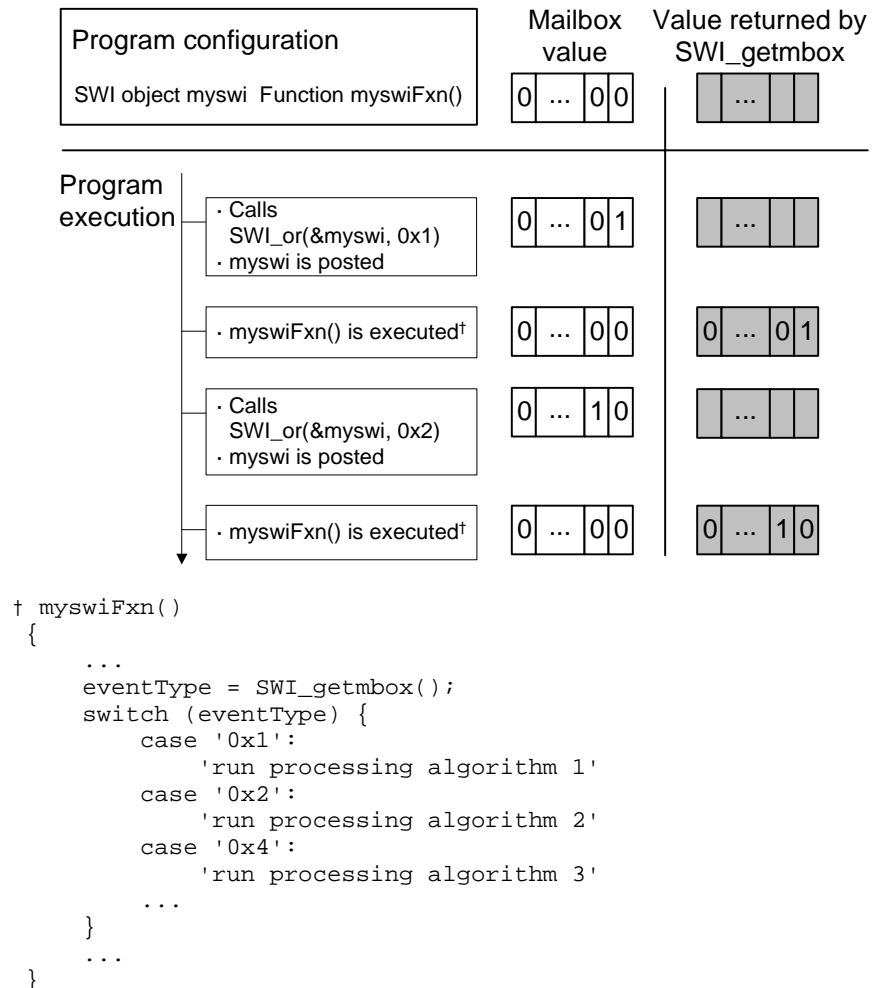 Program configuration
SWI object myswi Function myswiFxn()
Mailbox
value
Value returned by
SWI_getmbox
0 ... 0 0
...
Program
execution
· Calls
SWI_or(&myswi, 0x1)
· myswi is posted
0 ... 0 1
...
· myswiFxn() is executed†
0 ... 0 0
0 ... 0 1
· Calls
SWI_or(&myswi, 0x2)
· myswi is posted
0 ... 1 0
...
· myswiFxn() is executed†
0 ... 0 0
0 ... 1 0
† myswiFxn()
{
...
eventType = SWI_getmbox();
switch (eventType) {
case '0x1':
'run processing algorithm 1'
case '0x2':
'run processing algorithm 2'
case '0x4':
'run processing algorithm 3'
...
}
...
}